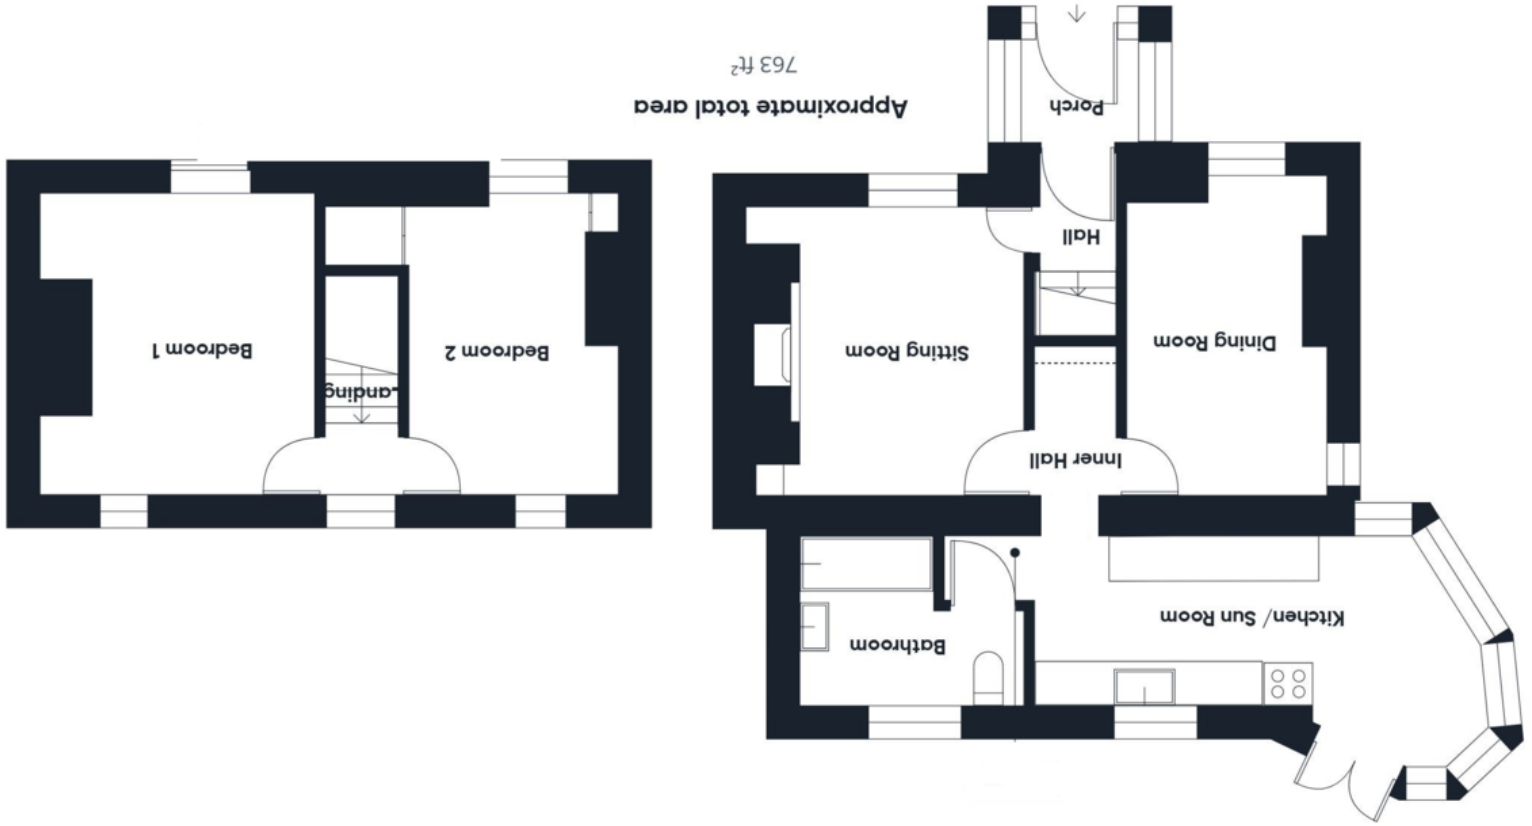 Kitchen/ Sun Room
Bathroom
Inner Hall
Dining Room
Sitting Room
Hall
Porch
Landing
Bedroom 2
Bedroom 1
Approximate total area
763 ft²